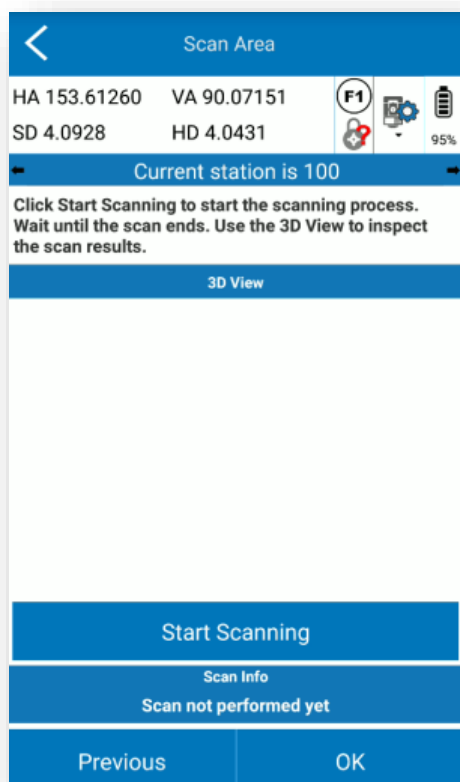 Scan Area
HA 153.61260 VA 90.07151 F1
SD 4.0928 HD 4.0431 95%
Current station is 100
Click Start Scanning to start the scanning process.
Wait until the scan ends. Use the 3D View to inspect
the scan results.
3D View
Start Scanning
Scan Info
Scan not performed yet
Previous OK